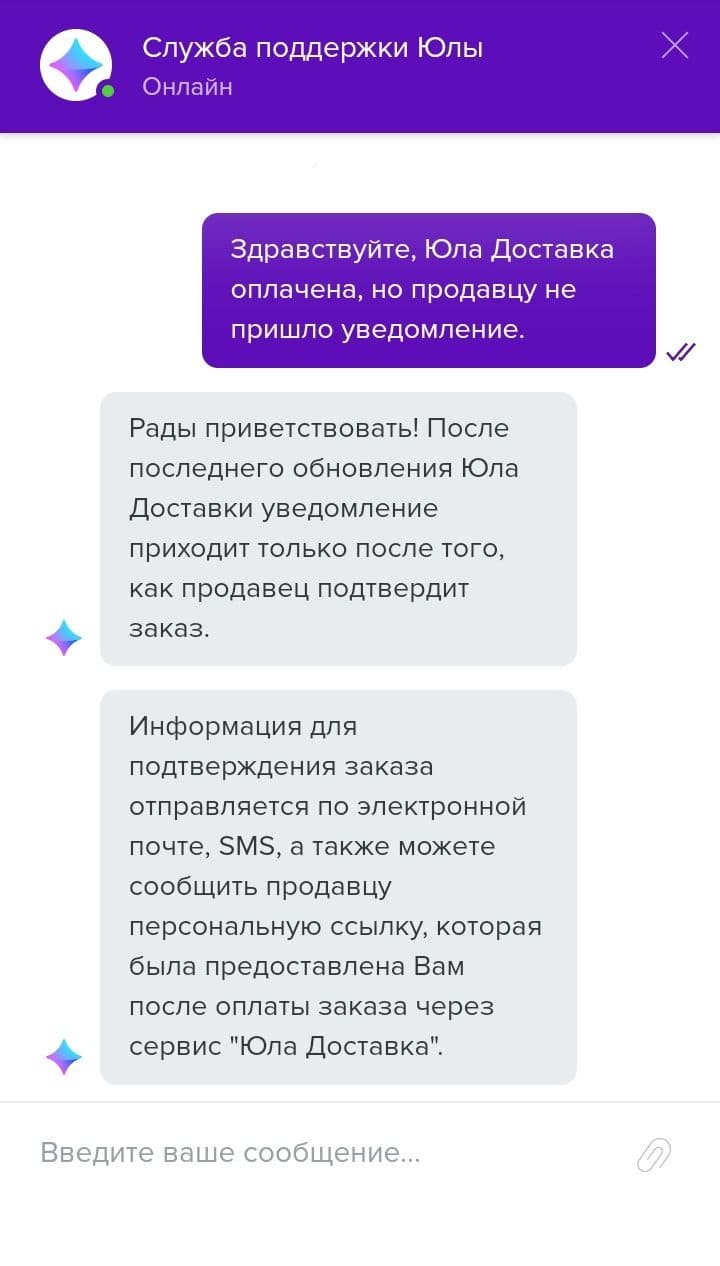 Служба поддержки Юлы
Онлайн
Здравствуйте, Юла Доставка
оплачена, но продавцу не
пришло уведомление.
Рады приветствовать! После
последнего обновления Юла
Доставки уведомление
приходит только после того,
как продавец подтвердит
заказ.
Информация для
подтверждения заказа
отправляется по электронной
почте, SMS, а также можете
сообщить продавцу
персональную ссылку, которая
была предоставлена Вам
после оплаты заказа через
сервис "Юла Доставка".
Введите ваше сообщение...